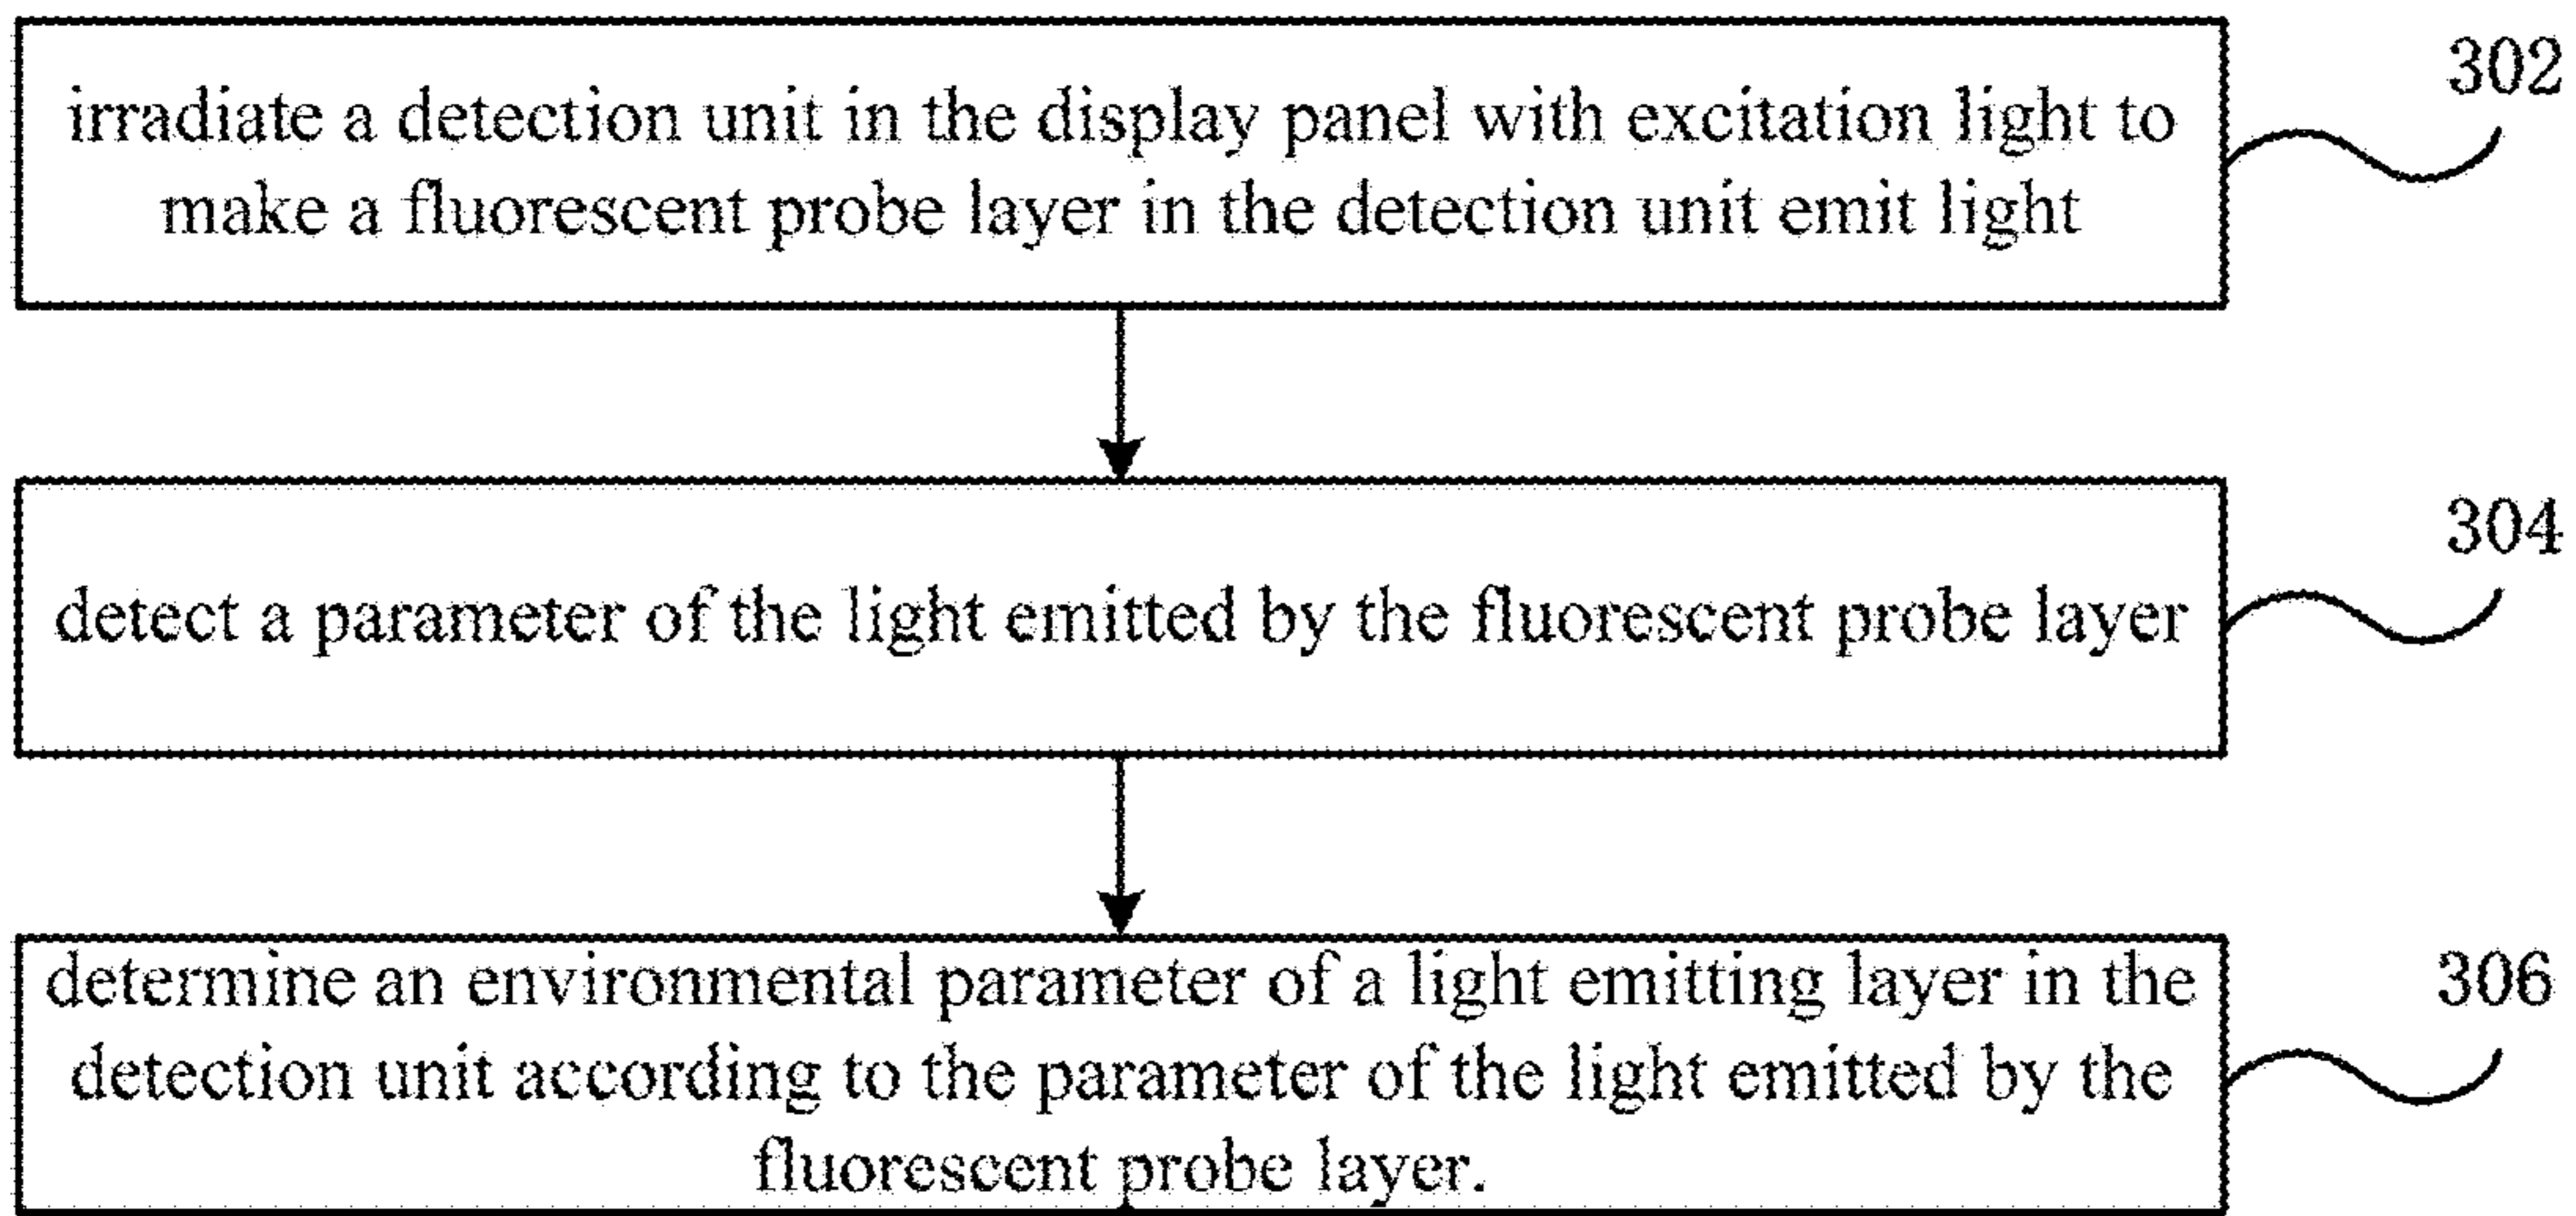 302
irradiate a detection unit in the display panel with excitation light to
make a fluorescent probe layer in the detection unit emit light
304
detect a parameter of the light emitted by the fluorescent probe layer
306
determine an environmental parameter of a light emitting layer in the
detection unit according to the parameter of the light emitted by the
fluorescent probe layer.